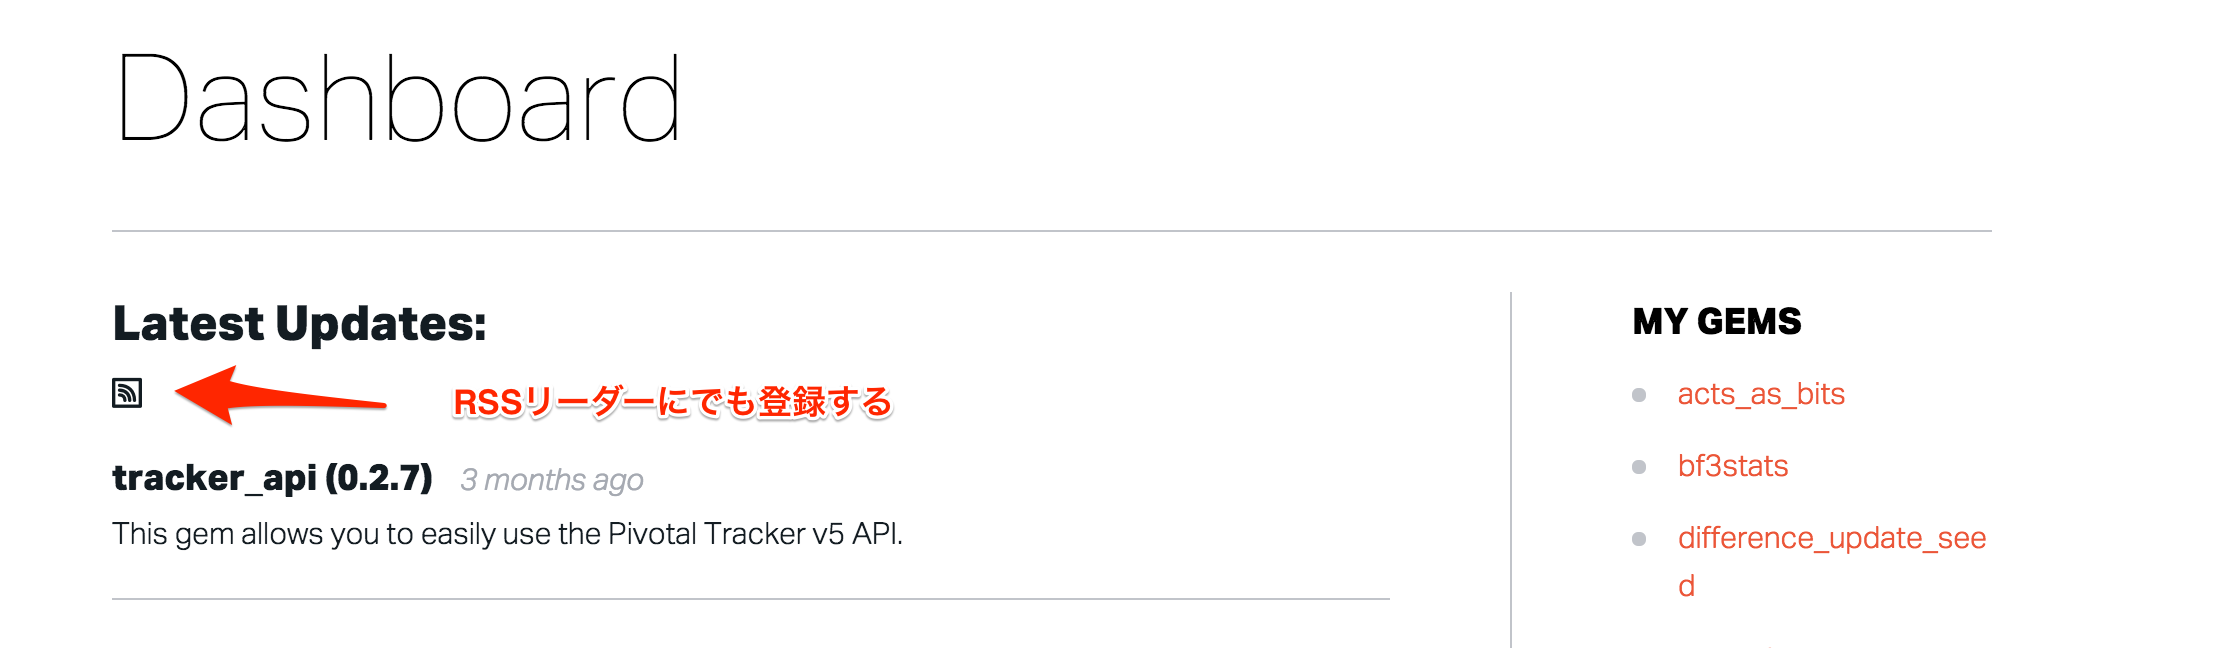 Dashboard
Latest Updates:
RSSリーダーにでも登録する
tracker_api (0.2.7) 3 months ago
This gem allows you to easily use the Pivotal Tracker v5 API.
MY GEMS
acts_as_bits
bf3stats
difference_update_see
d